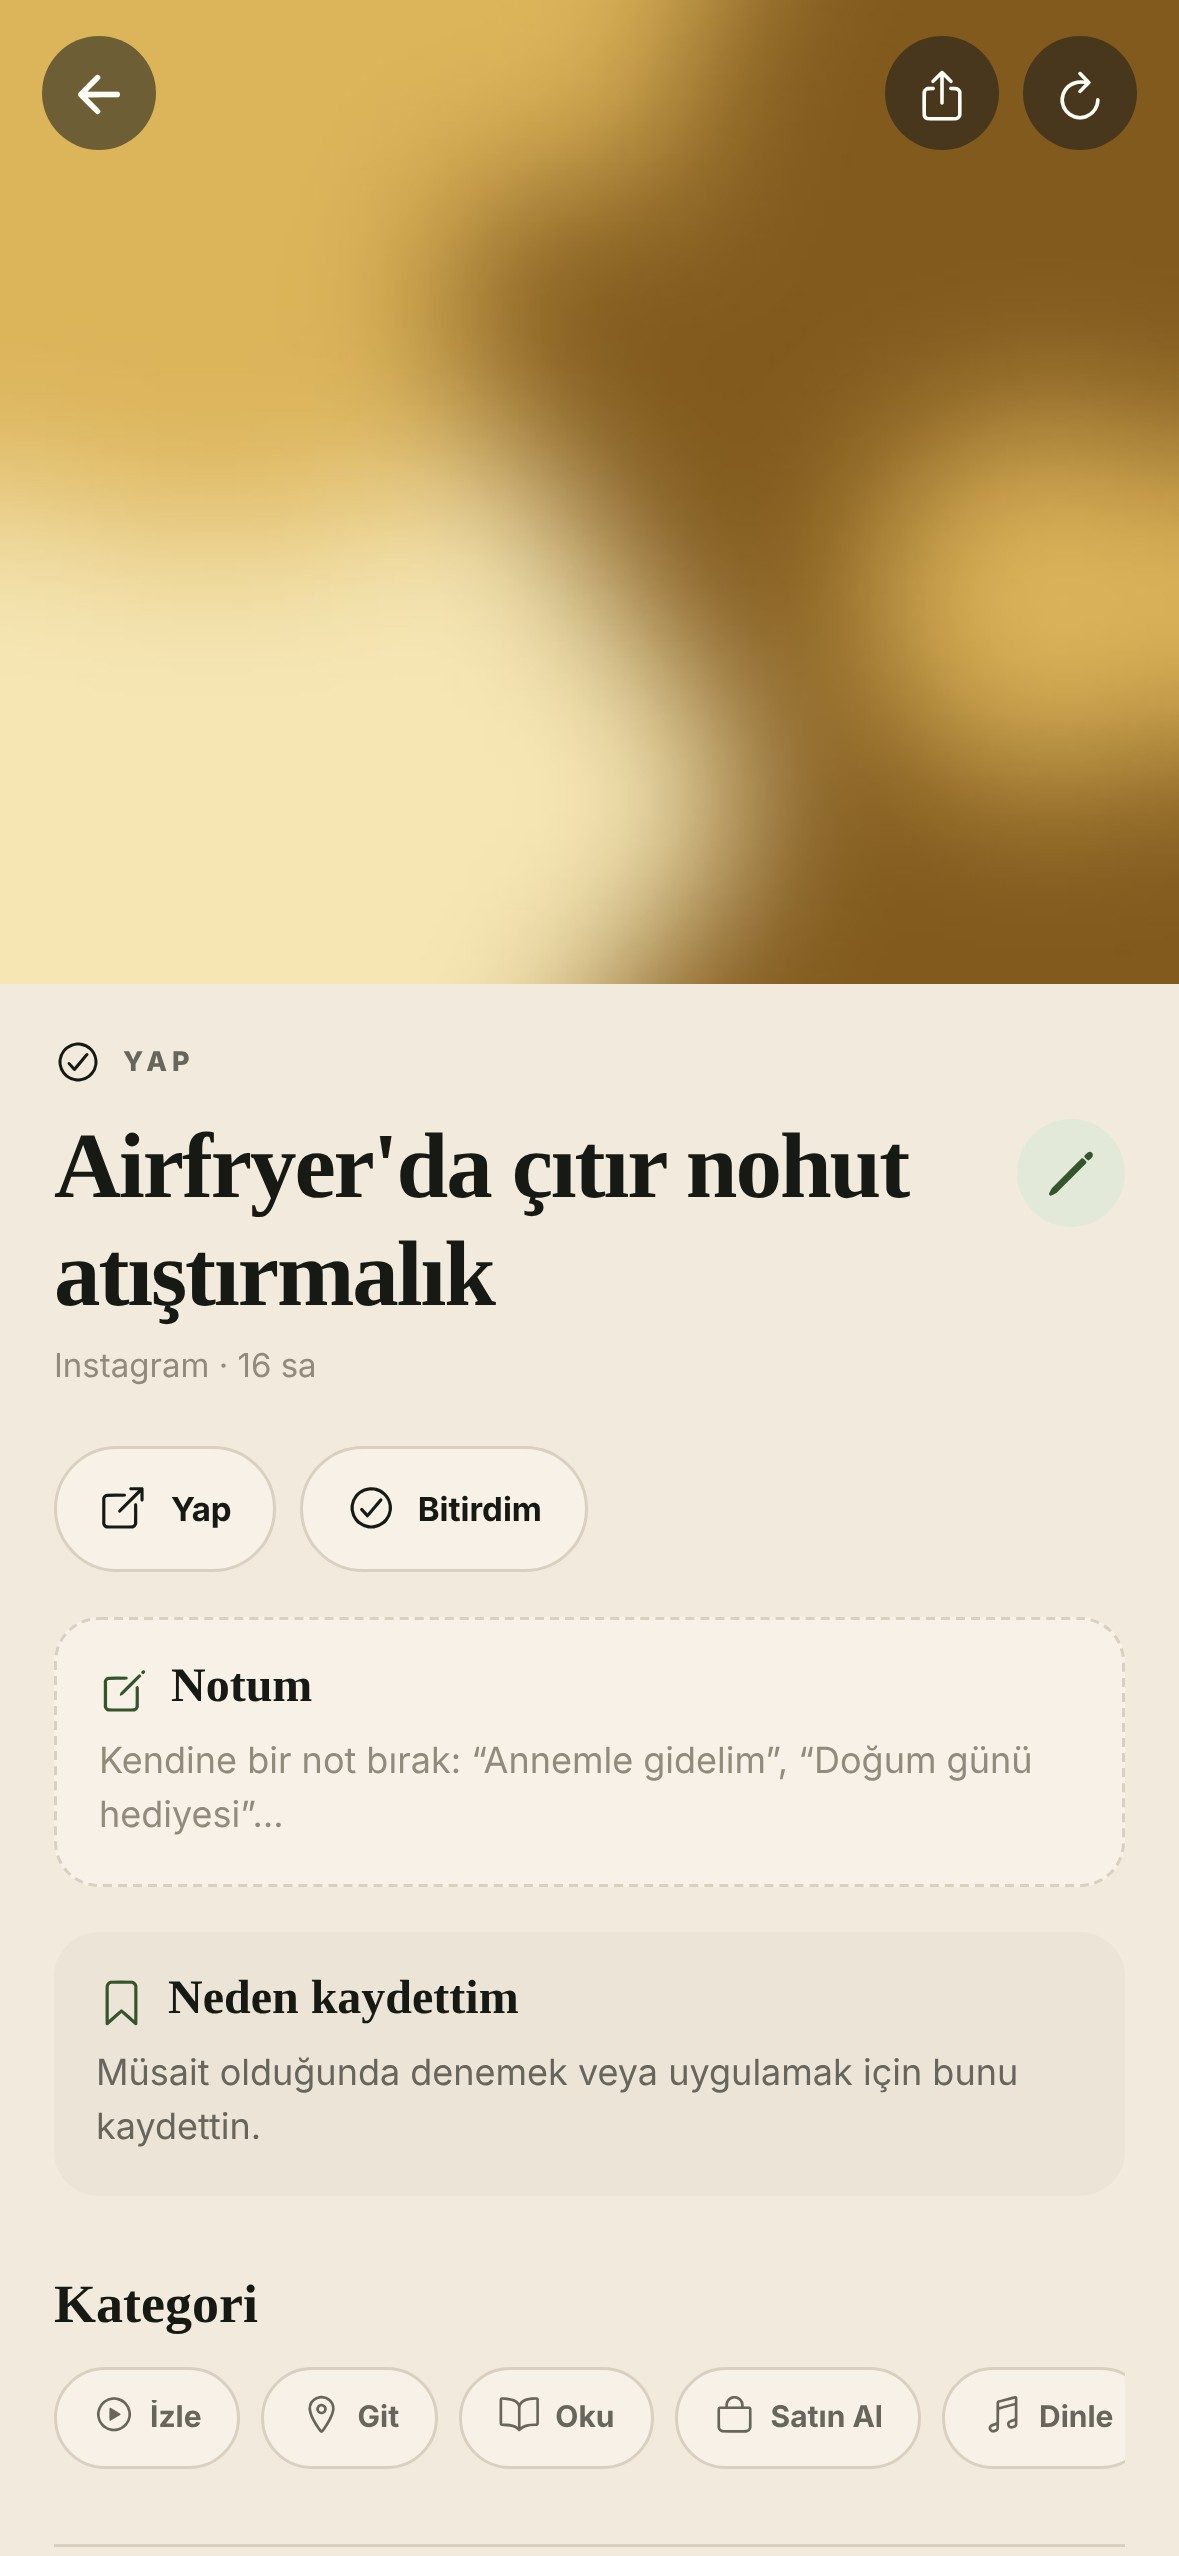 YAP
Airfryer'da çıtır nohut
atıştırmalık
Instagram · 16 sa
Yap
Bitirdim
Notum
Kendine bir not bırak: “Annemle gidelim”, “Doğum günü
hediyesi”...
Neden kaydettim
Müsait olduğunda denemek veya uygulamak için bunu
kaydettin.
Kategori
İzle
Git
Oku
Satın Al
Dinle